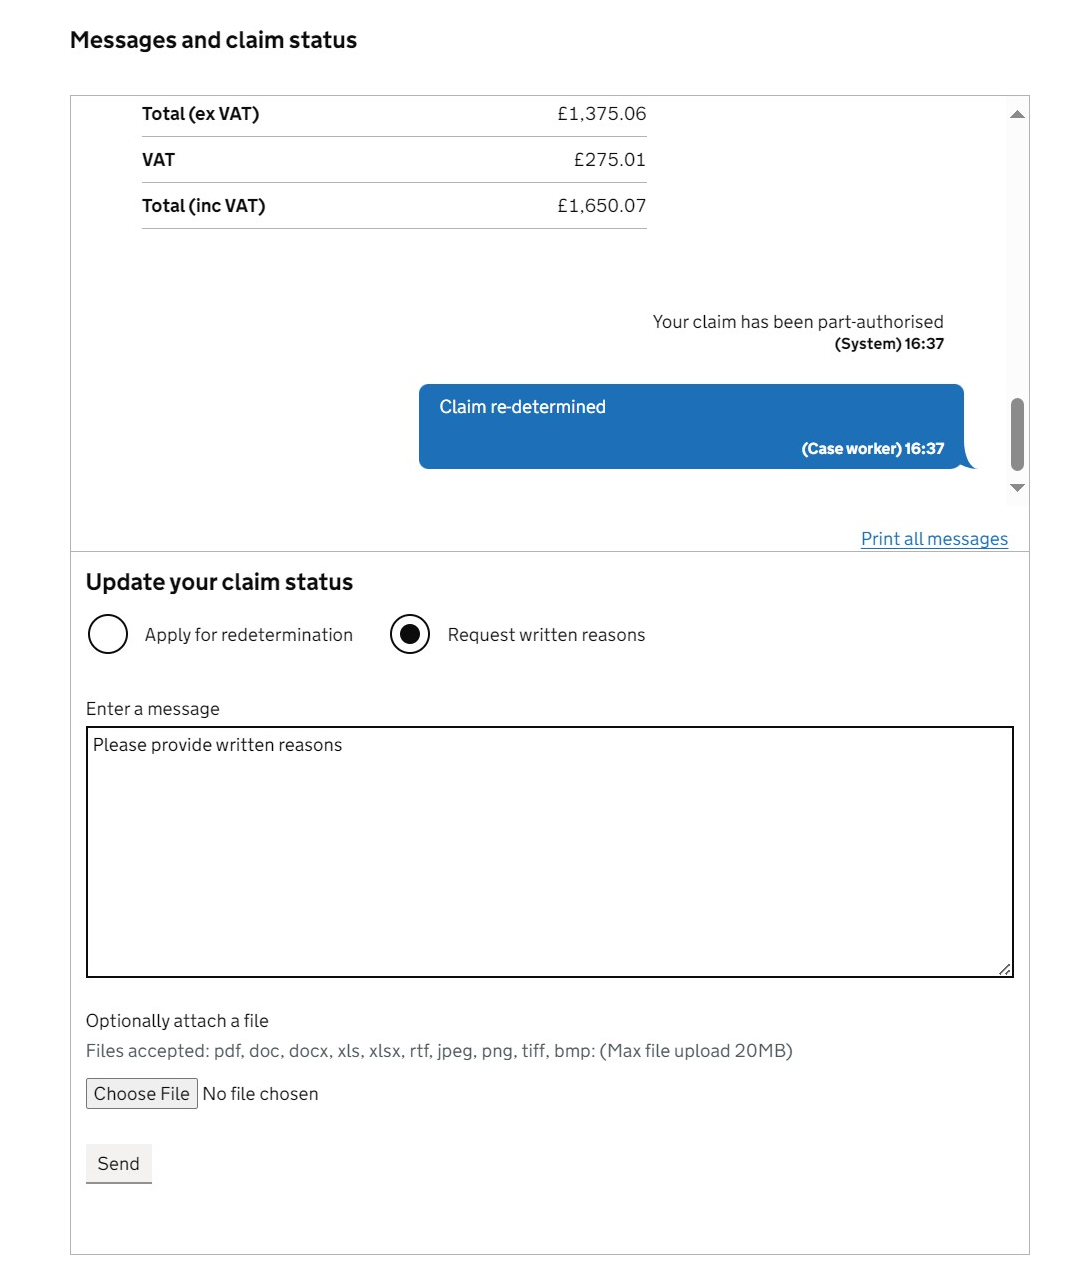 Messages and claim status
Total (ex VAT) £1,375.06
VAT £275.01
Total (inc VAT) £1,650.07
Your claim has been part-authorised
(System) 16:37
Claim re-determined
(Case worker) 16:37
Print all messages
Update your claim status
Apply for redetermination Request written reasons
Enter a message
Please provide written reasons
Optionally attach a file
Files accepted: pdf, doc, docx, xls, xlsx, rtf, jpeg, png, tiff, bmp: (Max file upload 20MB)
Choose File No file chosen
Send